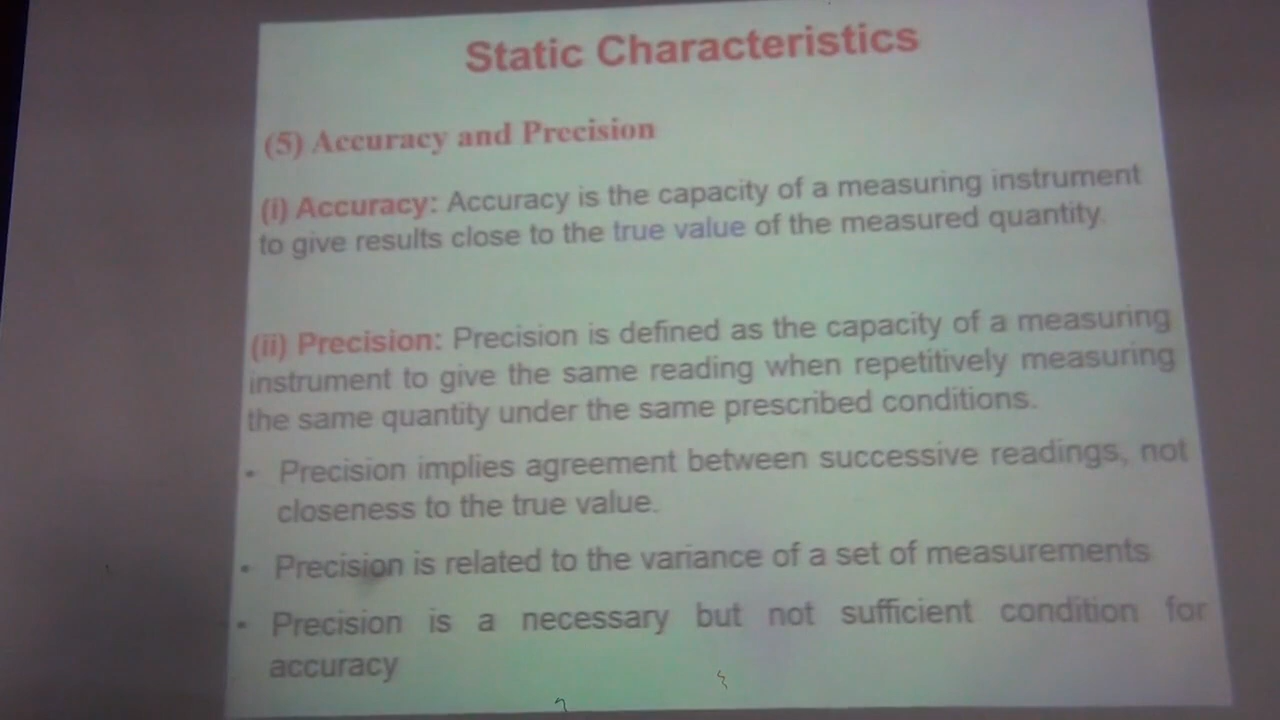 Static Characteristics
(5) Accuracy and Precision
(i) Accuracy: Accuracy is the capacity of a measuring instrument
to give results close to the true value of the measured quantity.
(ii) Precision: Precision is defined as the capacity of a measuring
instrument to give the same reading when repetitively measuring
the same quantity under the same prescribed conditions.
• Precision implies agreement between successive readings, not
closeness to the true value.
• Precision is related to the variance of a set of measurements
• Precision is a necessary but not sufficient condition for
accuracy